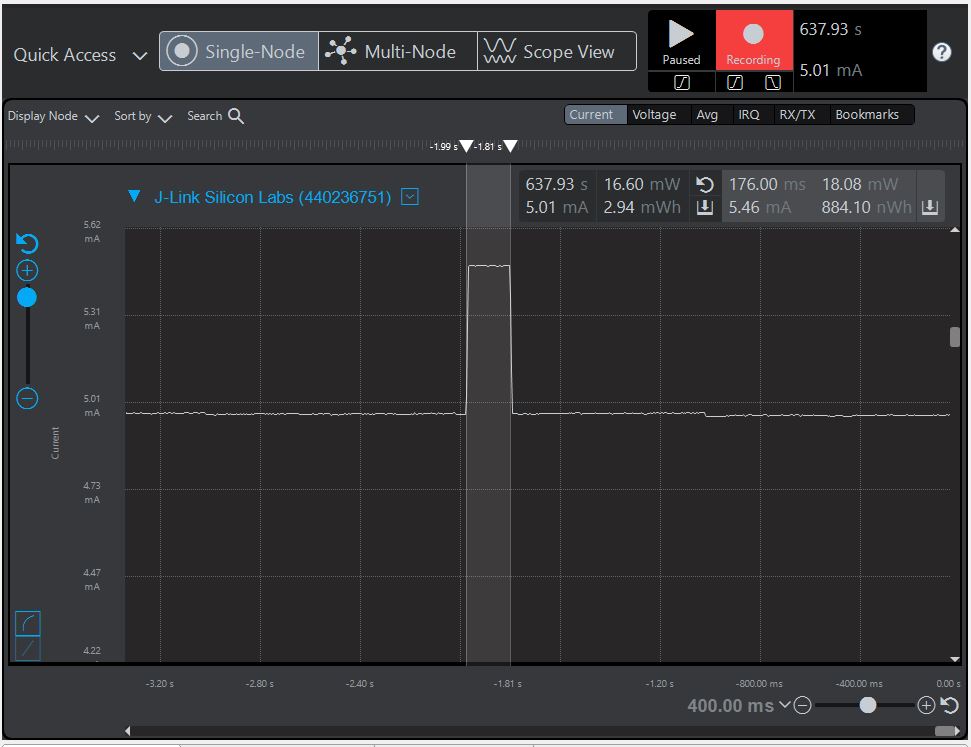 Quick Access
Single-Node
Multi-Node
Scope View
Paused
Recording
637.93 s
5.01 mA
?
Display Node
Sort by
Search
Current
Voltage
Avg
IRQ
RX/TX
Bookmarks
-1.99 s
-1.81 s
J-Link Silicon Labs (440236751)
637.93 s 16.60 mW
5.01 mA 2.94 mWh
176.00 ms 18.08 mW
5.46 mA 884.10 nWh
5.62
mA
5.31
mA
5.01
mA
4.73
mA
4.47
mA
4.22
Current
-3.20 s
-2.80 s
-2.40 s
-1.81 s
-1.20 s
-800.00 ms
-400.00 ms
0.00 s
400.00 ms